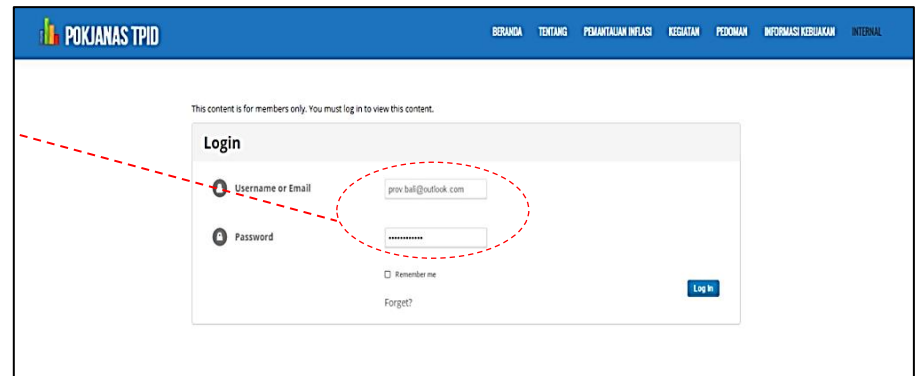 POKJANAS TPID
BERANDA TENTANG PEMANTAUAN INFLASI KEGIATAN PEDOMAN INFORMASI KEBIJAKAN INTERNAL
This content is for members only. You must log in to view this content.
Login
Username or Email prov.bali@outlook.com
Password ••••••••••••
Remember me
Log In
Forget?